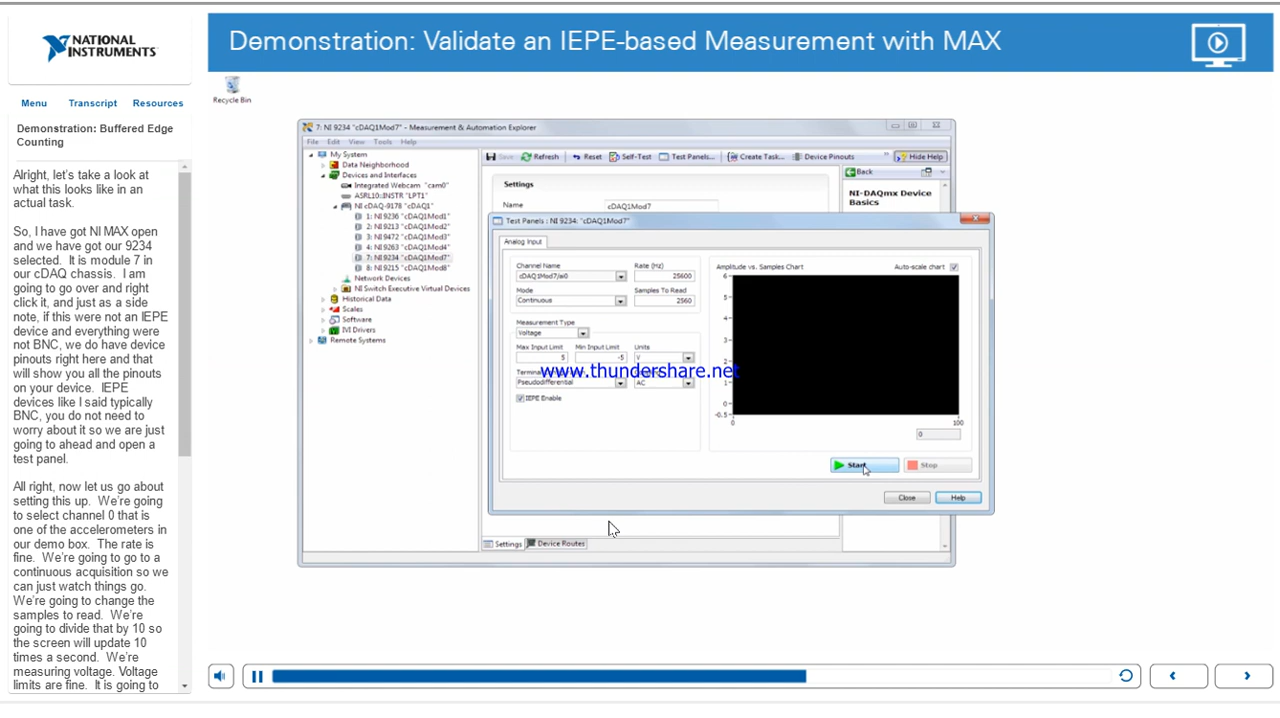 NATIONAL
INSTRUMENTS
Demonstration: Validate an IEPE-based Measurement with MAX
Menu Transcript Resources
Demonstration: Buffered Edge
Counting
Alright, let's take a look at
what this looks like in an
actual task.
So, I have got NI MAX open
and we have got our 9234
selected. It is module 7 in
our cDAQ chassis. I am
going to go over and right
click it, and just as a side
note, if this were not an IEPE
device and everything were
not BNC, we do have device
pinouts right here and that
will show you all the pinouts
on your device. IEPE
devices like I said typically
BNC, you do not need to
worry about it so we are just
going to ahead and open a
test panel.
All right, now let us go about
setting this up. We're going
to select channel 0 that is
one of the accelerometers in
our demo box. The rate is
fine. We're going to go to a
continuous acquisition so we
can just watch things go.
We're going to change the
samples to read. We're
going to divide that by 10 so
the screen will update 10
times a second. We're
measuring voltage. Voltage
limits are fine. It is going to
Recycle Bin
7: NI 9234 "cDAQ1Mod7" - Measurement & Automation Explorer
File Edit View Tools Help
My System
Data Neighborhood
Devices and Interfaces
Integrated Webcam "cam0"
ASRL10::INSTR "LPT1"
NI cDAQ-9178 "cDAQ1"
1: NI 9236 "cDAQ1Mod1"
2: NI 9213 "cDAQ1Mod2"
3: NI 9472 "cDAQ1Mod3"
4: NI 9263 "cDAQ1Mod4"
7: NI 9234 "cDAQ1Mod7"
8: NI 9215 "cDAQ1Mod8"
Network Devices
NI Switch Executive Virtual Devices
Historical Data
Scales
Software
IVI Drivers
Remote Systems
Save Refresh Reset Self-Test Test Panels... Create Task... Device Pinouts » Hide Help
Settings
Name cDAQ1Mod7
Back
NI-DAQmx Device
Basics
Test Panels : NI 9234: "cDAQ1Mod7"
Analog Input
Channel Name Rate (Hz)
cDAQ1Mod7/ai0 25600
Mode Samples To Read
Continuous 2560
Measurement Type
Voltage
Max Input Limit Min Input Limit Units
5 -5 V
www.thundershare.net
Pseudodifferential AC
IEPE Enable
Amplitude vs. Samples Chart Auto-scale chart
6
5
4
3
2
1
0
-0.5
0 100
0
Start Stop
Close Help
Settings Device Routes